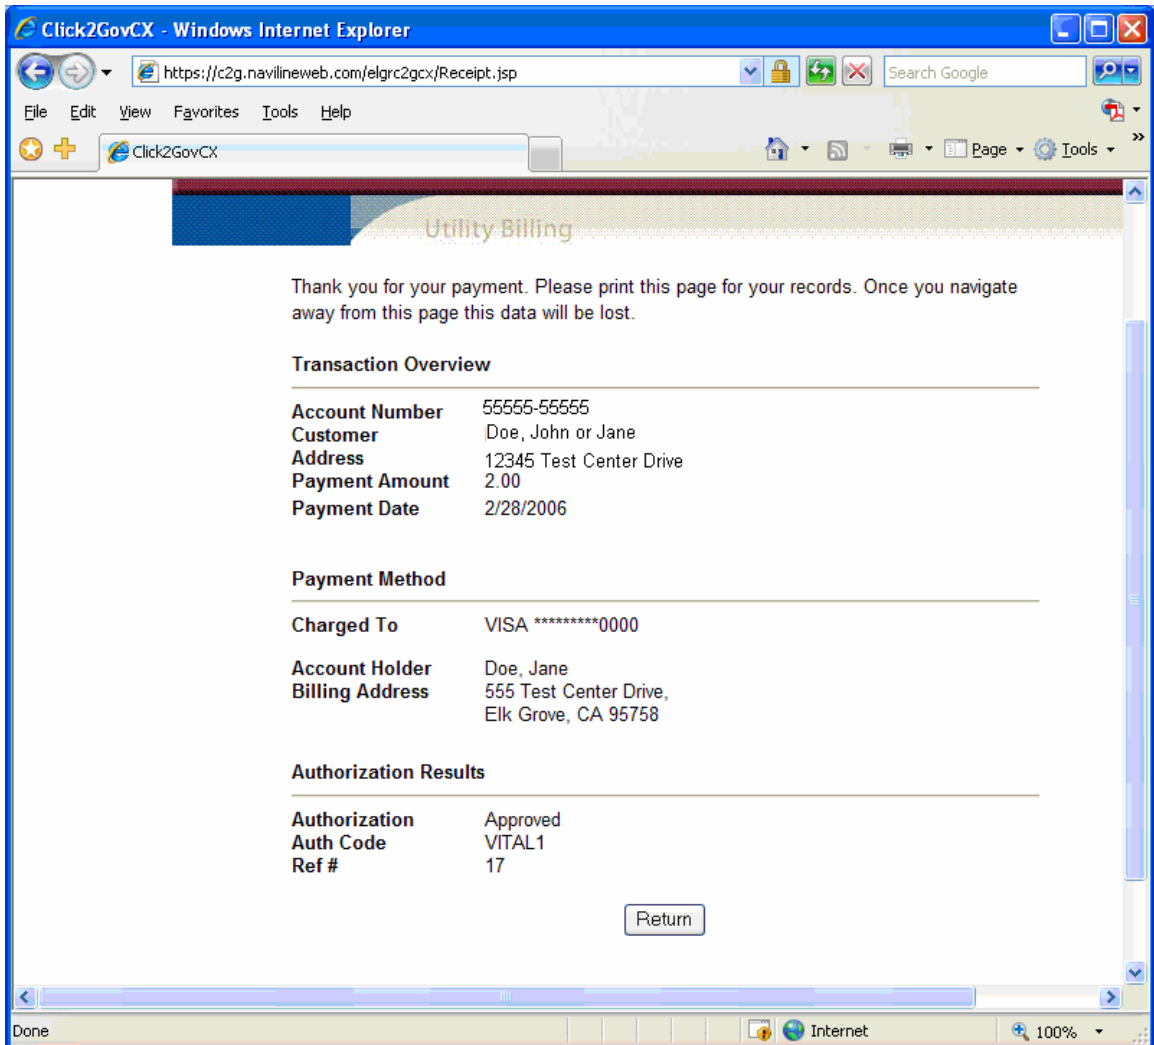 Click2GovCX - Windows Internet Explorer
https://c2g.navilineweb.com/elgrc2gcx/Receipt.jsp
Search Google
File Edit View Favorites Tools Help
Click2GovCX
Page Tools »
Utility Billing
Thank you for your payment. Please print this page for your records. Once you navigate
away from this page this data will be lost.
Transaction Overview
Account Number 55555-55555
Customer Doe, John or Jane
Address 12345 Test Center Drive
Payment Amount 2.00
Payment Date 2/28/2006
Payment Method
Charged To VISA *********0000
Account Holder Doe, Jane
Billing Address 555 Test Center Drive,
Elk Grove, CA 95758
Authorization Results
Authorization Approved
Auth Code VITAL1
Ref # 17
Return
Done Internet 100%